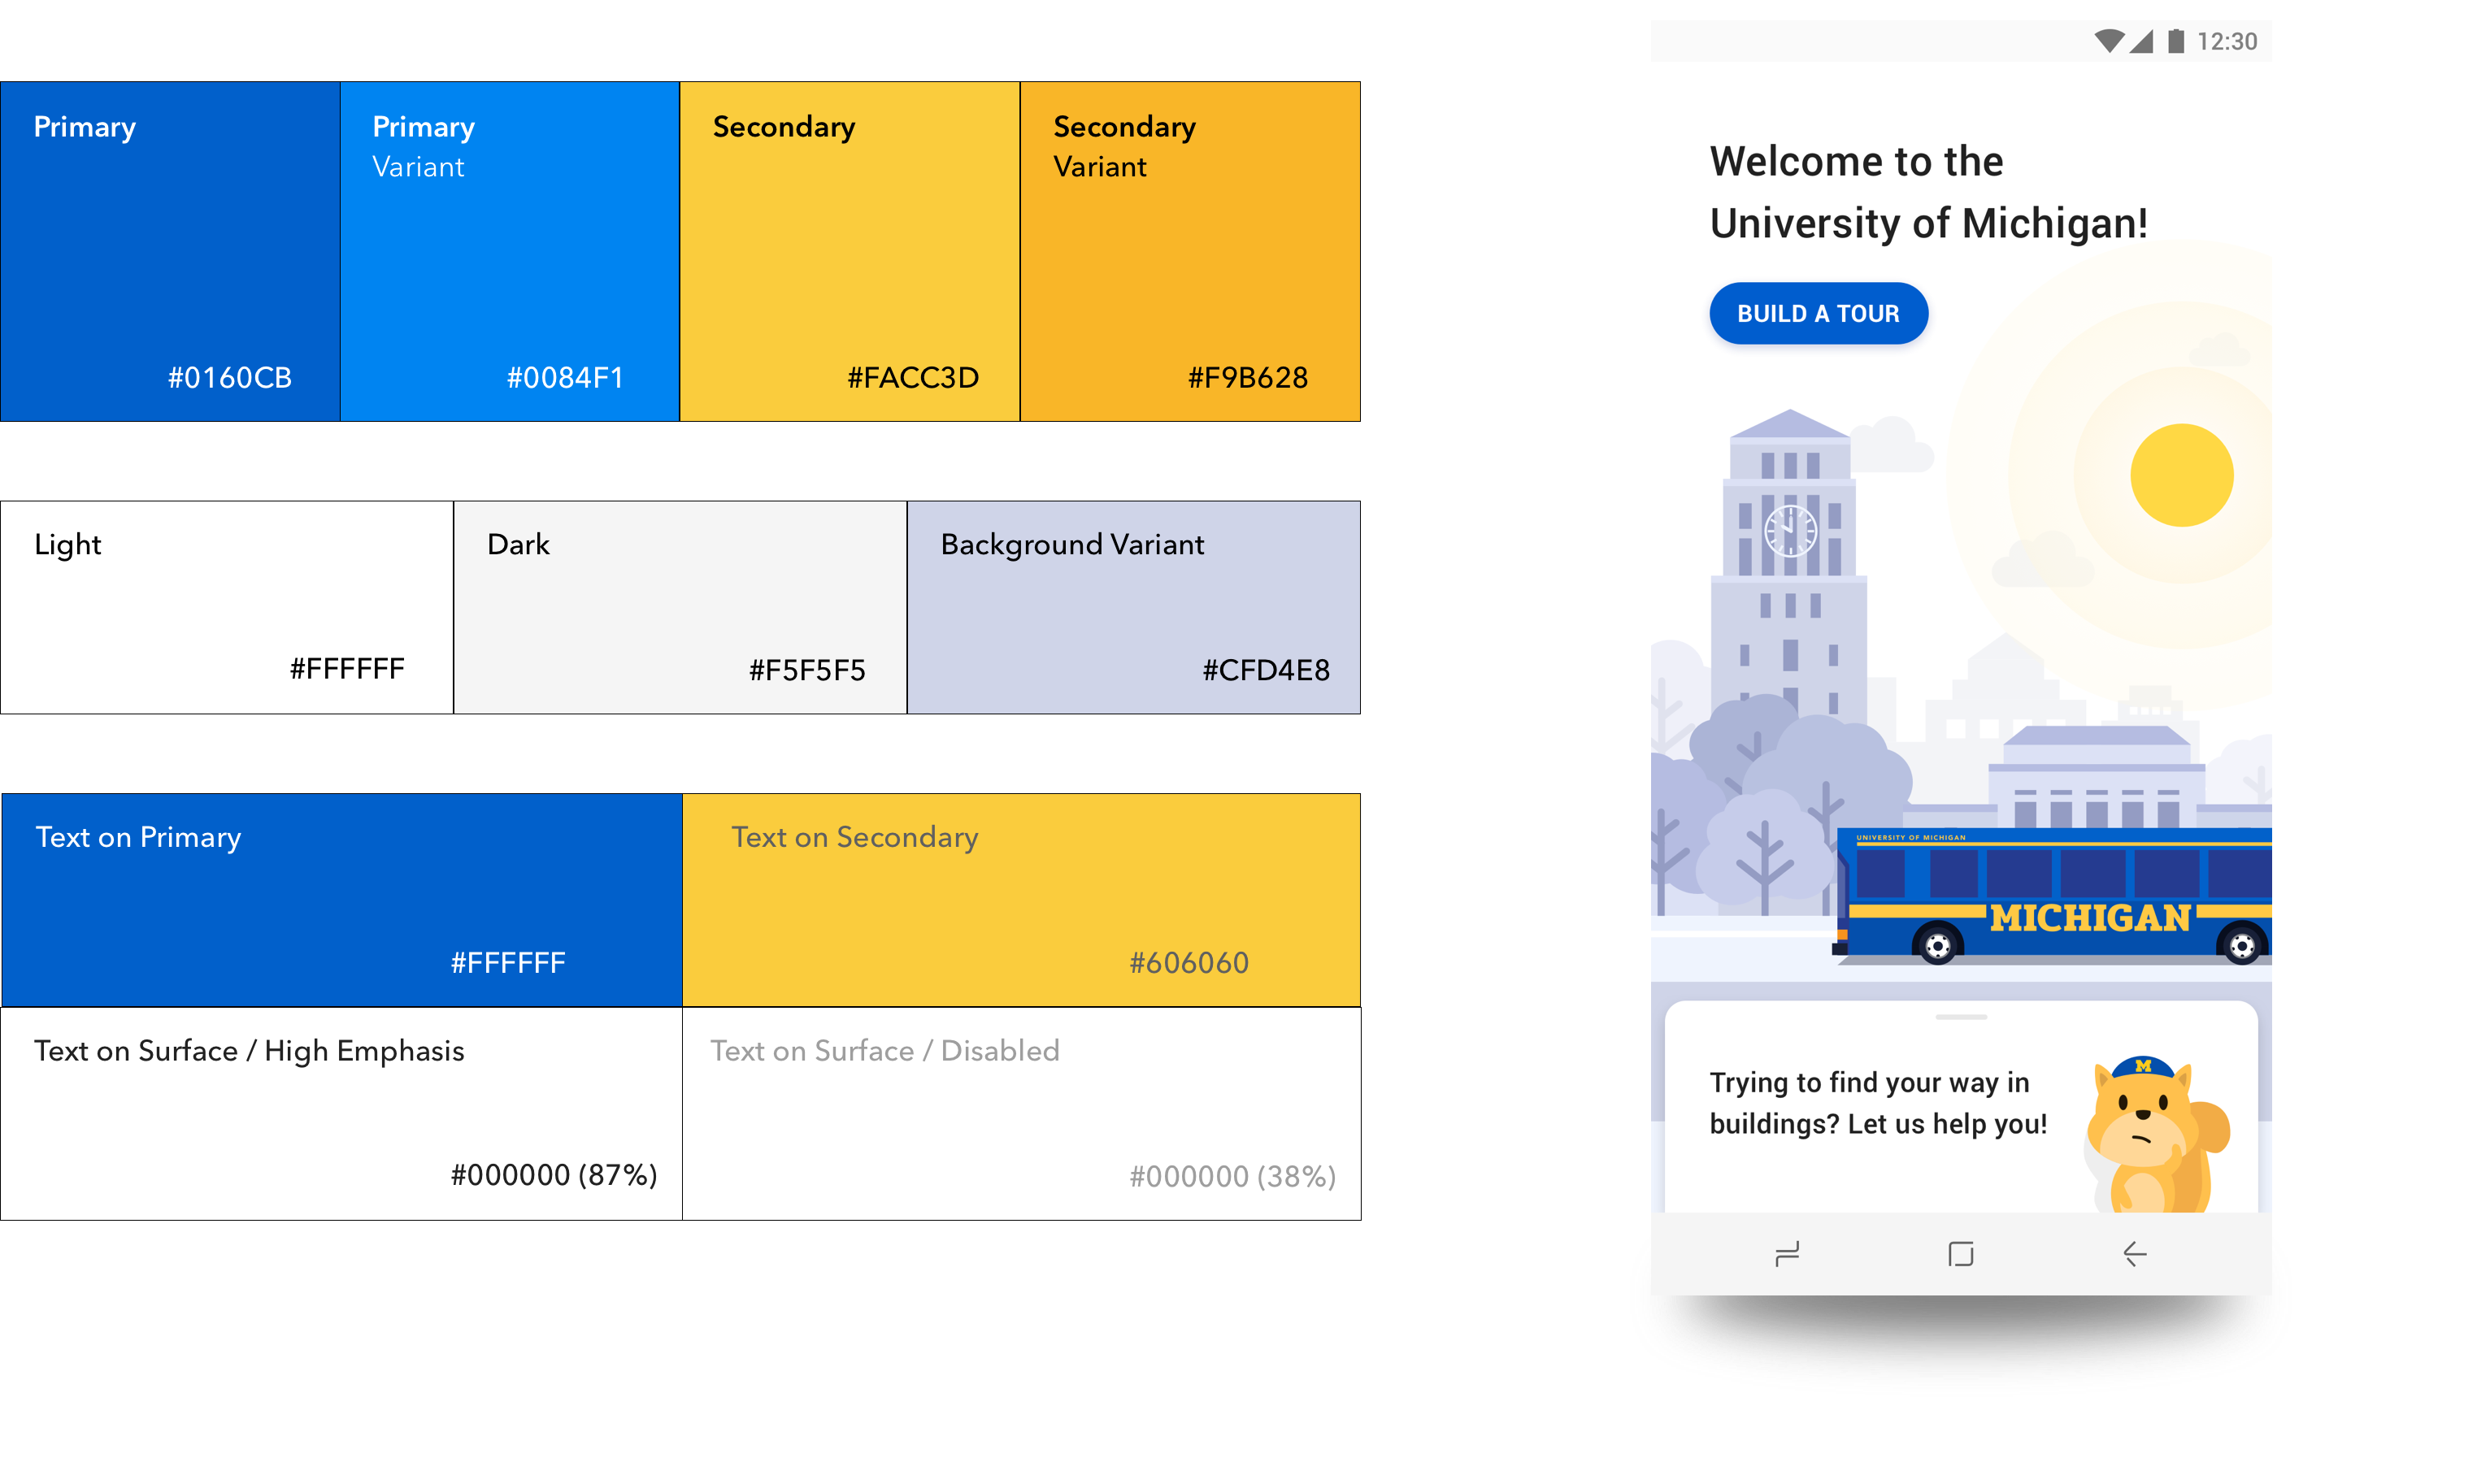 Primary
#0160CB
Primary
Variant
#0084F1
Secondary
#FACC3D
Secondary
Variant
#F9B628
Light
#FFFFFF
Dark
#F5F5F5
Background Variant
#CFD4E8
Text on Primary
#FFFFFF
Text on Secondary
#606060
Text on Surface / High Emphasis
#000000 (87%)
Text on Surface / Disabled
#000000 (38%)
12:30
Welcome to the
University of Michigan!
BUILD A TOUR
UNIVERSITY OF MICHIGAN
MICHIGAN
M
Trying to find your way in
buildings? Let us help you!